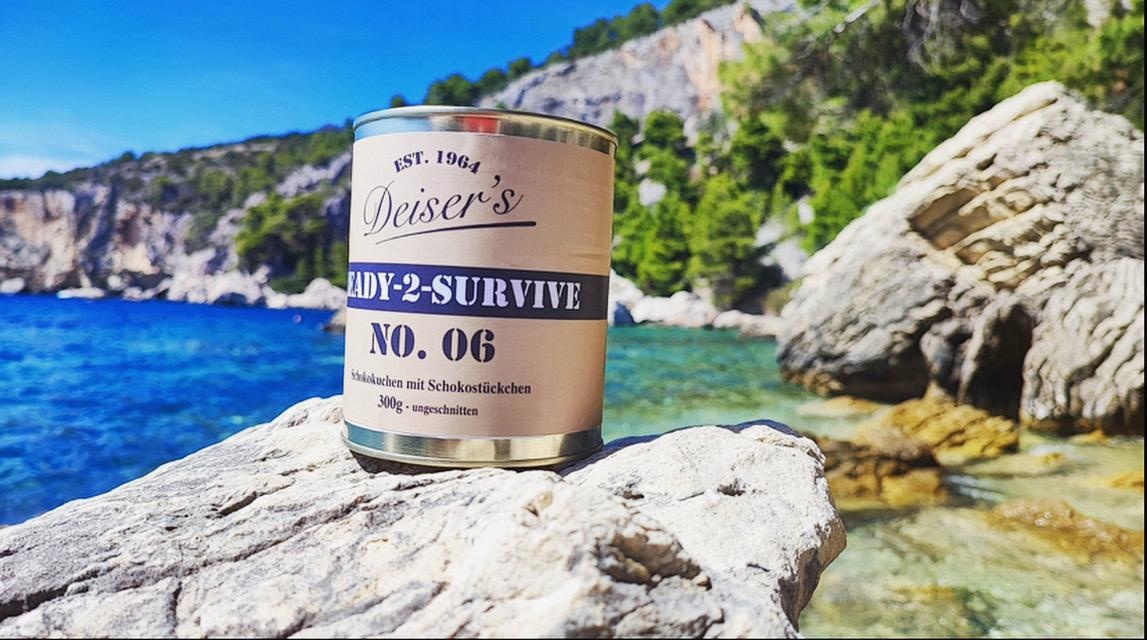 EST. 1964
Deiser's
EADY-2-SURVIVE
NO. 06
Schokokuchen mit Schokostückchen
300g - ungeschnitten